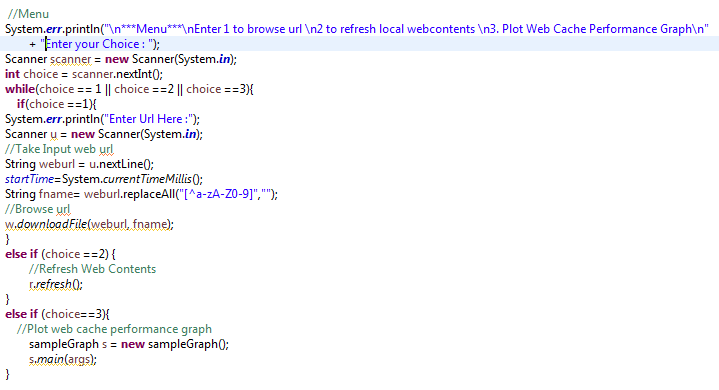 //Menu
System.err.println("\n***Menu***\nEnter 1 to browse url \n2 to refresh local webcontents \n3. Plot Web Cache Performance Graph\n"
+ "Enter your Choice : ");
Scanner scanner = new Scanner(System.in);
int choice = scanner.nextInt();
while(choice == 1 || choice ==2 || choice ==3){
if(choice ==1){
System.err.println("Enter Url Here :");
Scanner u = new Scanner(System.in);
//Take Input web url
String weburl = u.nextLine();
startTime=System.currentTimeMillis();
String fname= weburl.replaceAll("[^a-zA-Z0-9]","");
//Browse url
w.downloadFile(weburl, fname);
}
else if (choice ==2) {
//Refresh Web Contents
r.refresh();
}
else if (choice==3){
//Plot web cache performance graph
sampleGraph s = new sampleGraph();
s.main(args);
}